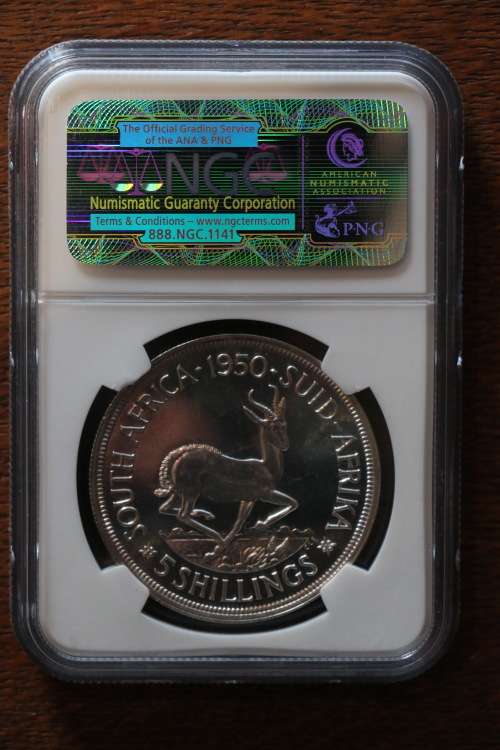 The Official Grading Service
of the ANA & PNG
NGC
Numismatic Guaranty Corporation
Terms & Conditions – www.ngcterms.com
888.NGC.1141
AMERICAN
NUMISMATIC
ASSOCIATION
P·N·G
SOUTH AFRICA · 1950 · SUID-AFRIKA
5 SHILLINGS